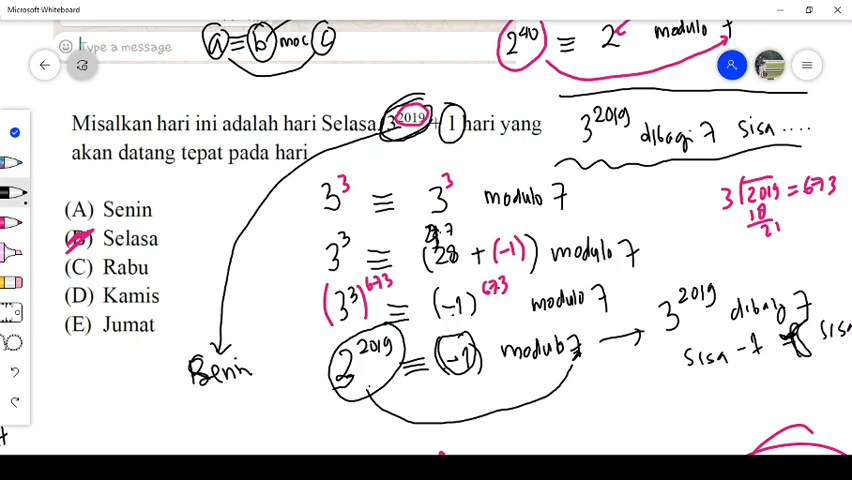 Microsoft Whiteboard
Type a message
a ≡ b moc c
2^40 ≡ 2^c modulo 7
Misalkan hari ini adalah hari Selasa. 3^2019 + 1 hari yang
akan datang tepat pada hari
3^2019 dibagi 7 sisa ....
(A) Senin
(B) Selasa
(C) Rabu
(D) Kamis
(E) Jumat
3^3 ≡ 3^3 modulo 7
3^3 ≡ (28 + (-1)) modulo 7
(3^3)^673 ≡ (-1)^673 modulo 7
2^2019 ≡ (-1) modulo 7 → 3^2019 dibagi 7
sisa -1
sisa
3 √2019 = 673
18
21
Senin